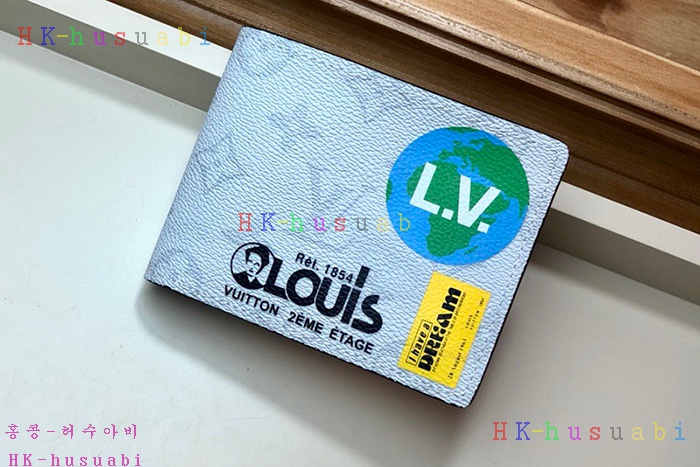 HK-husuabi
L.V.
HK-husuab
Rét. 1854
LOUIS
VUITTON 2ÈME ÉTAGE
I have a
DREAM
홍콩-허수아비
HK-husuabi
HK-husuabi